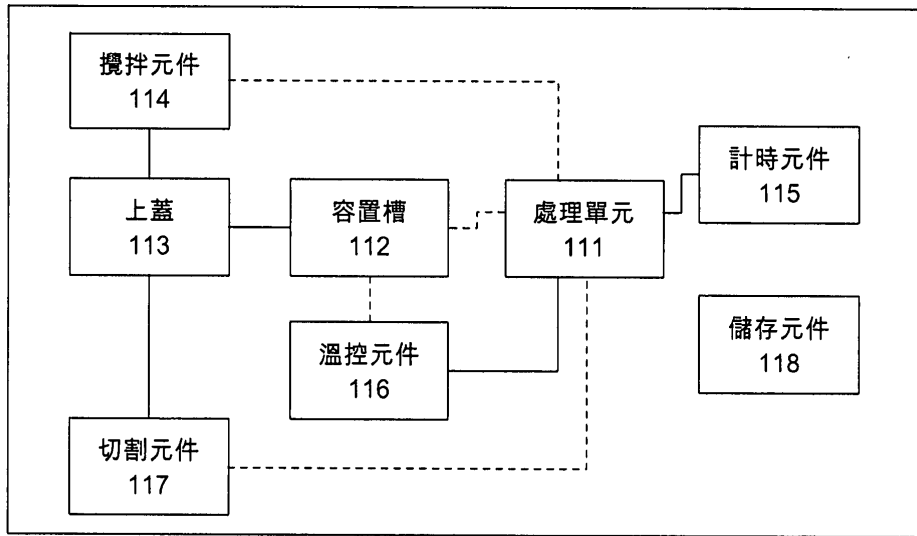 攪拌元件
114
計時元件
115
上蓋
113
容置槽
112
處理單元
111
溫控元件
116
儲存元件
118
切割元件
117